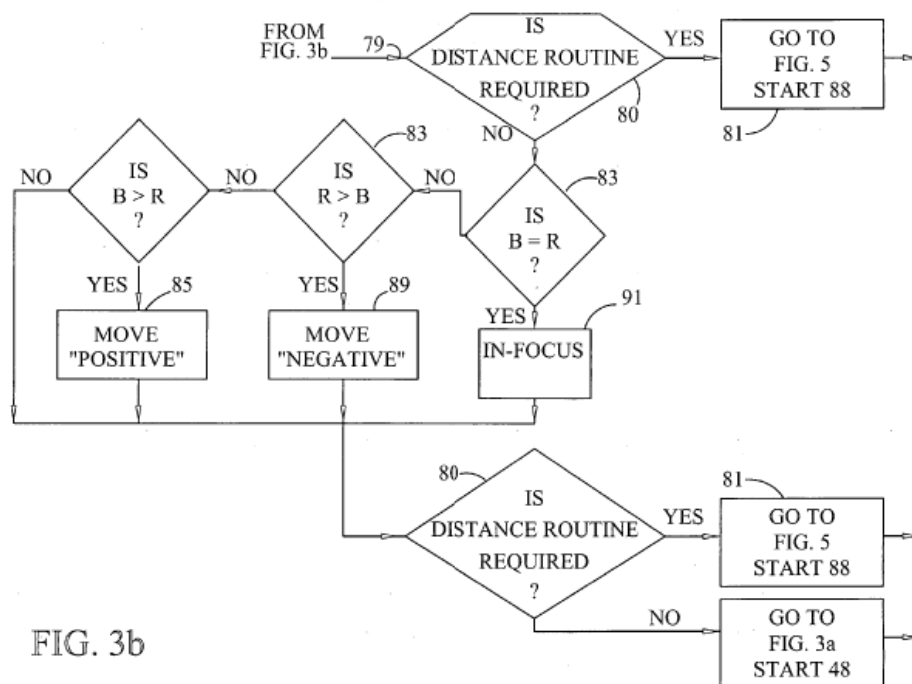 FROM
FIG. 3b
79
IS
DISTANCE ROUTINE
REQUIRED
?
80
YES
GO TO
FIG. 5
START 88
81
NO
83
IS
B = R
?
NO
83
IS
R > B
?
NO
IS
B > R
?
NO
YES
85
MOVE
"POSITIVE"
YES
89
MOVE
"NEGATIVE"
YES
91
IN-FOCUS
80
IS
DISTANCE ROUTINE
REQUIRED
?
YES
81
GO TO
FIG. 5
START 88
NO
GO TO
FIG. 3a
START 48
FIG. 3b